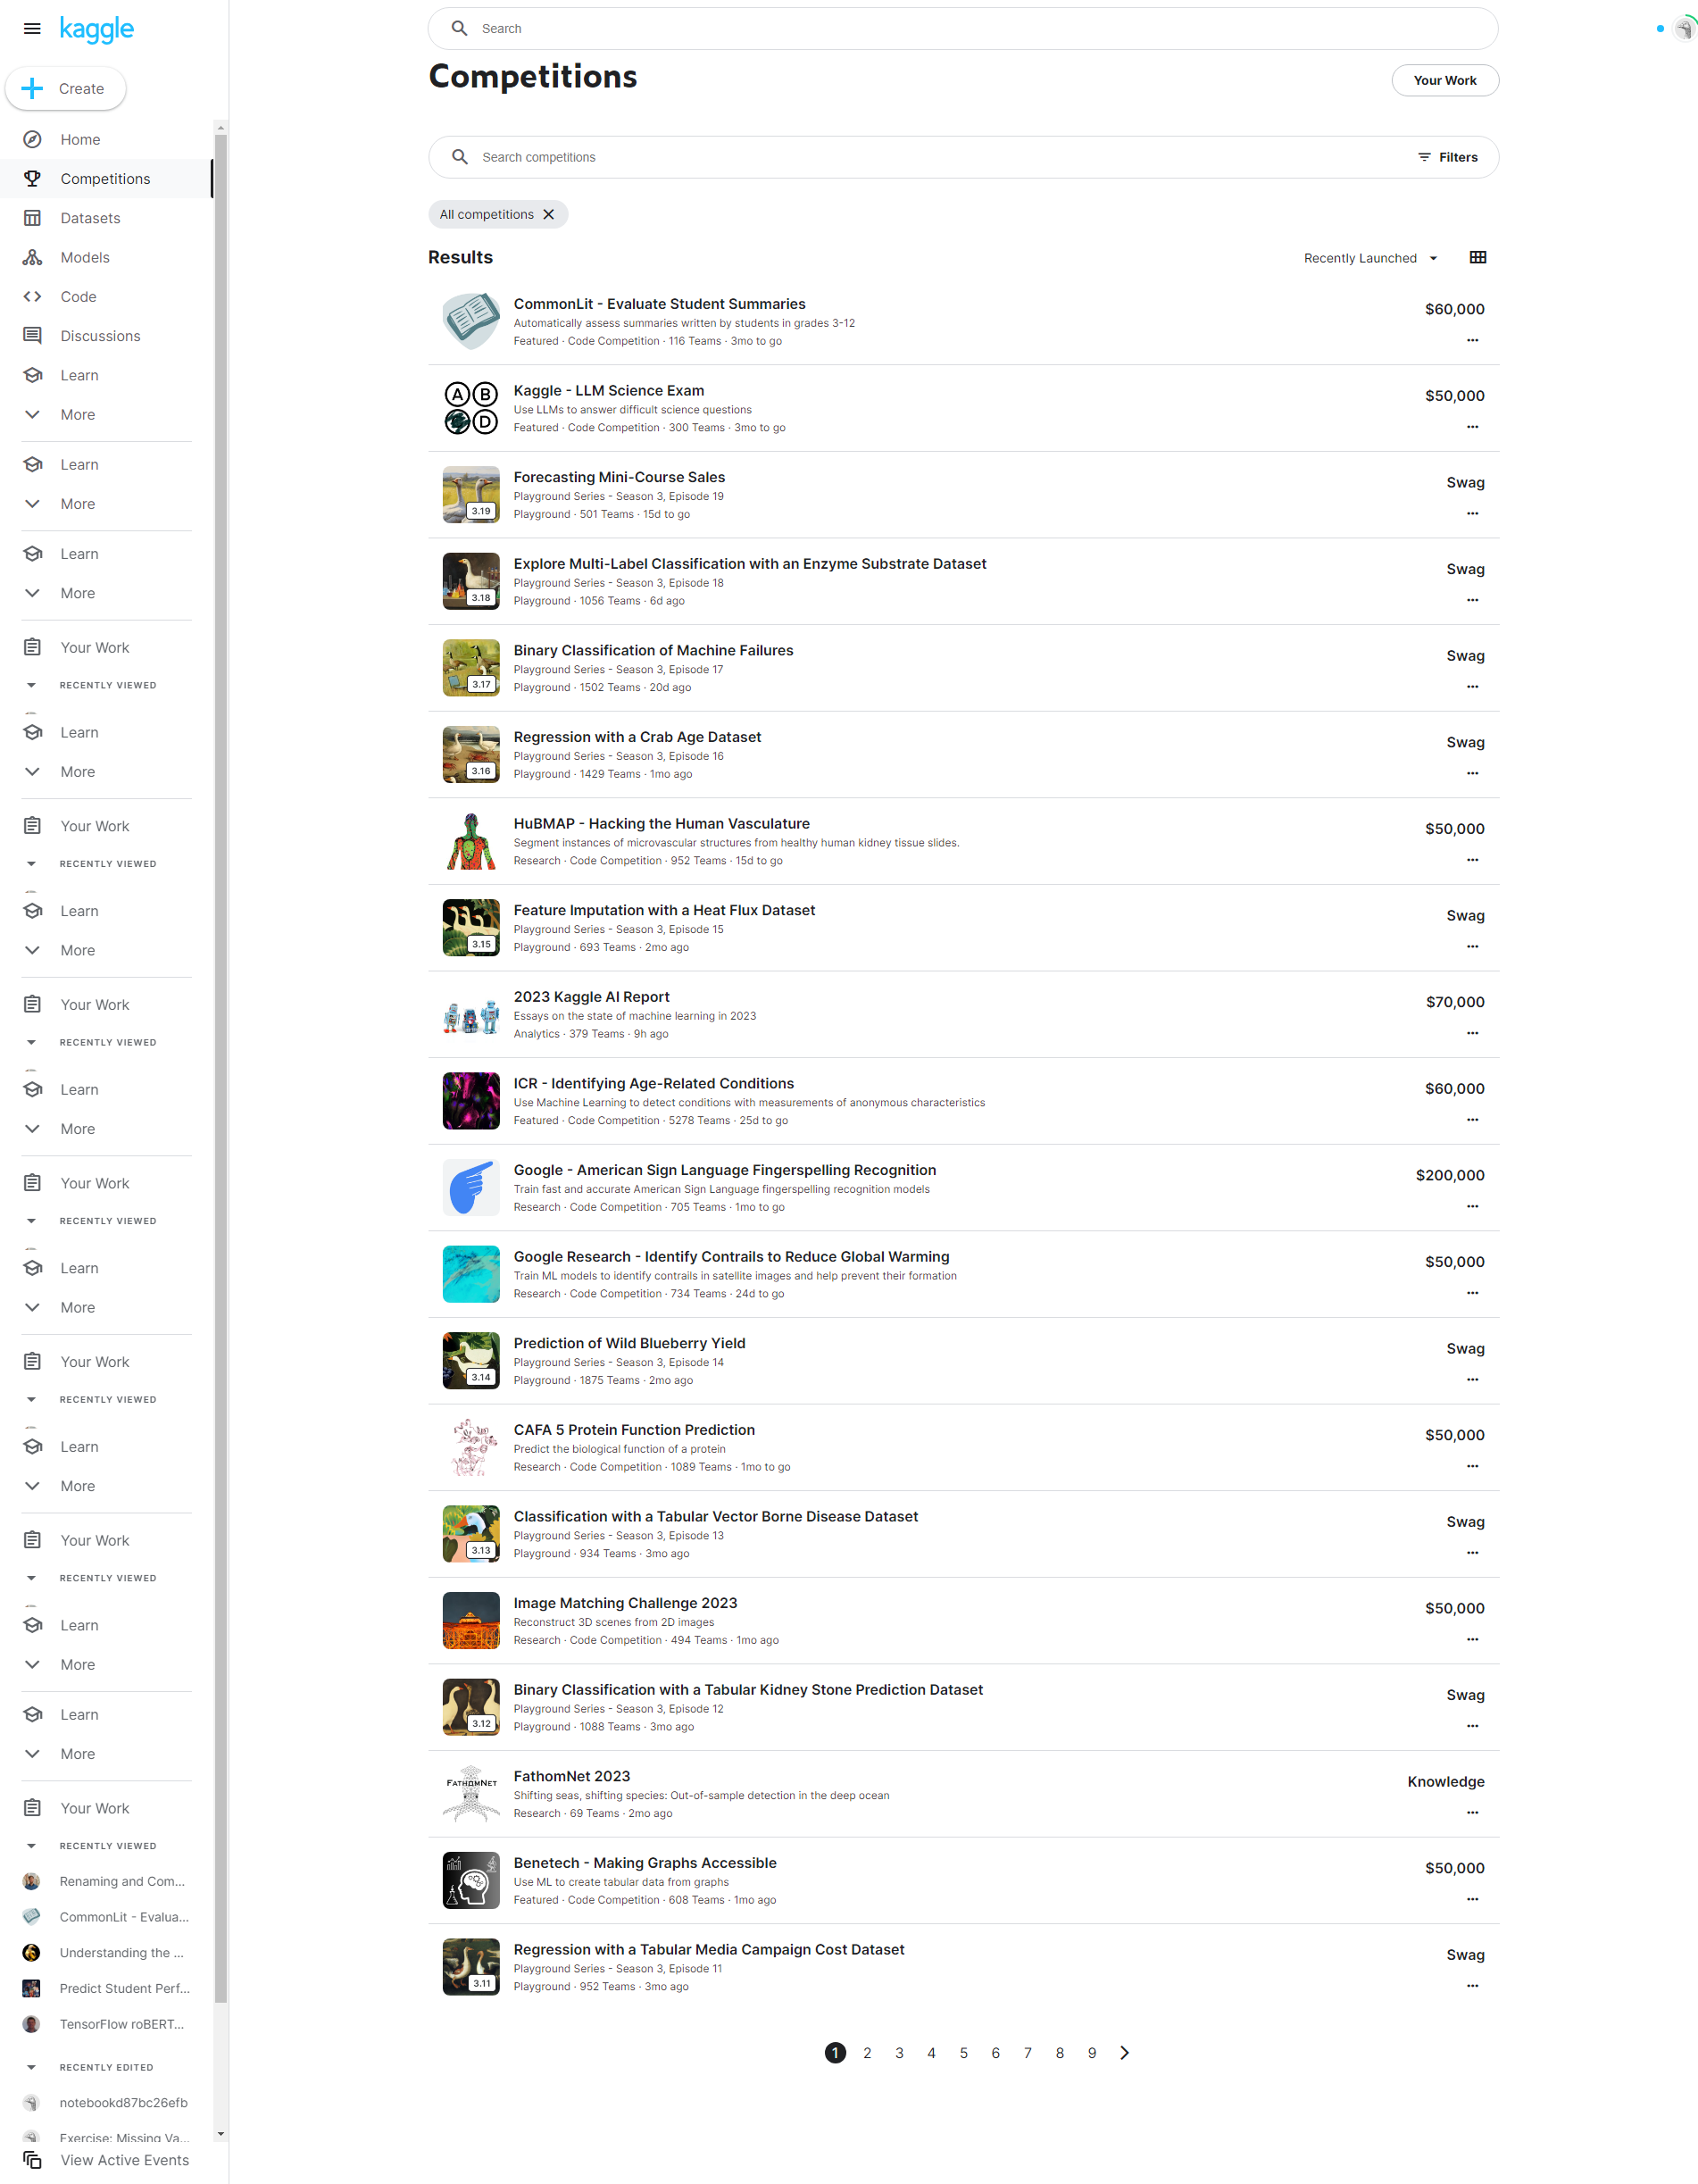 kaggle
Create
Home
Competitions
Datasets
Models
Code
Discussions
Learn
More
Learn
More
Learn
More
Your Work
RECENTLY VIEWED
Learn
More
Your Work
RECENTLY VIEWED
Learn
More
Your Work
RECENTLY VIEWED
Learn
More
Your Work
RECENTLY VIEWED
Learn
More
Your Work
RECENTLY VIEWED
Learn
More
Your Work
RECENTLY VIEWED
Learn
More
Learn
More
Your Work
RECENTLY VIEWED
Renaming and Com...
CommonLit - Evalua...
Understanding the ...
Predict Student Perf...
TensorFlow roBERT...
RECENTLY EDITED
notebookd87bc26efb
Exercise: Missing Va...
View Active Events
Search
Competitions
Your Work
Search competitions
Filters
All competitions
Results
Recently Launched
CommonLit - Evaluate Student Summaries
Automatically assess summaries written by students in grades 3-12
Featured · Code Competition · 116 Teams · 3mo to go
$60,000
A B
D
Kaggle - LLM Science Exam
Use LLMs to answer difficult science questions
Featured · Code Competition · 300 Teams · 3mo to go
$50,000
3.19
Forecasting Mini-Course Sales
Playground Series - Season 3, Episode 19
Playground · 501 Teams · 15d to go
Swag
3.18
Explore Multi-Label Classification with an Enzyme Substrate Dataset
Playground Series - Season 3, Episode 18
Playground · 1056 Teams · 6d ago
Swag
3.17
Binary Classification of Machine Failures
Playground Series - Season 3, Episode 17
Playground · 1502 Teams · 20d ago
Swag
3.16
Regression with a Crab Age Dataset
Playground Series - Season 3, Episode 16
Playground · 1429 Teams · 1mo ago
Swag
HuBMAP - Hacking the Human Vasculature
Segment instances of microvascular structures from healthy human kidney tissue slides.
Research · Code Competition · 952 Teams · 15d to go
$50,000
3.15
Feature Imputation with a Heat Flux Dataset
Playground Series - Season 3, Episode 15
Playground · 693 Teams · 2mo ago
Swag
2023 Kaggle AI Report
Essays on the state of machine learning in 2023
Analytics · 379 Teams · 9h ago
$70,000
ICR - Identifying Age-Related Conditions
Use Machine Learning to detect conditions with measurements of anonymous characteristics
Featured · Code Competition · 5278 Teams · 25d to go
$60,000
Google - American Sign Language Fingerspelling Recognition
Train fast and accurate American Sign Language fingerspelling recognition models
Research · Code Competition · 705 Teams · 1mo to go
$200,000
Google Research - Identify Contrails to Reduce Global Warming
Train ML models to identify contrails in satellite images and help prevent their formation
Research · Code Competition · 734 Teams · 24d to go
$50,000
3.14
Prediction of Wild Blueberry Yield
Playground Series - Season 3, Episode 14
Playground · 1875 Teams · 2mo ago
Swag
CAFA 5 Protein Function Prediction
Predict the biological function of a protein
Research · Code Competition · 1089 Teams · 1mo to go
$50,000
3.13
Classification with a Tabular Vector Borne Disease Dataset
Playground Series - Season 3, Episode 13
Playground · 934 Teams · 3mo ago
Swag
Image Matching Challenge 2023
Reconstruct 3D scenes from 2D images
Research · Code Competition · 494 Teams · 1mo ago
$50,000
3.12
Binary Classification with a Tabular Kidney Stone Prediction Dataset
Playground Series - Season 3, Episode 12
Playground · 1088 Teams · 3mo ago
Swag
FATHOMNET
FathomNet 2023
Shifting seas, shifting species: Out-of-sample detection in the deep ocean
Research · 69 Teams · 2mo ago
Knowledge
Benetech - Making Graphs Accessible
Use ML to create tabular data from graphs
Featured · Code Competition · 608 Teams · 1mo ago
$50,000
3.11
Regression with a Tabular Media Campaign Cost Dataset
Playground Series - Season 3, Episode 11
Playground · 952 Teams · 3mo ago
Swag
1 2 3 4 5 6 7 8 9